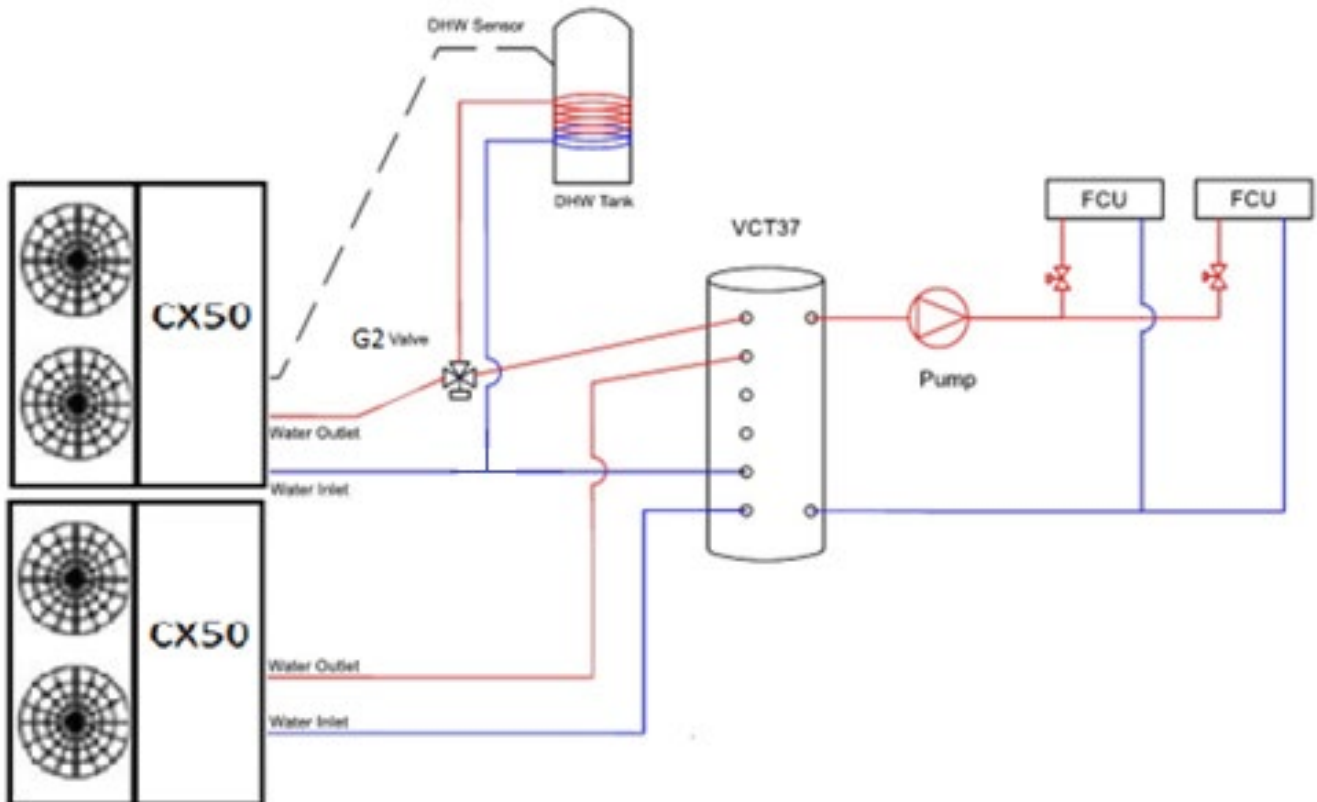 DHW Sensor
DHW Tank
FCU
FCU
VCT37
CX50
G2 Valve
Pump
Water Outlet
Water Inlet
CX50
Water Outlet
Water Inlet